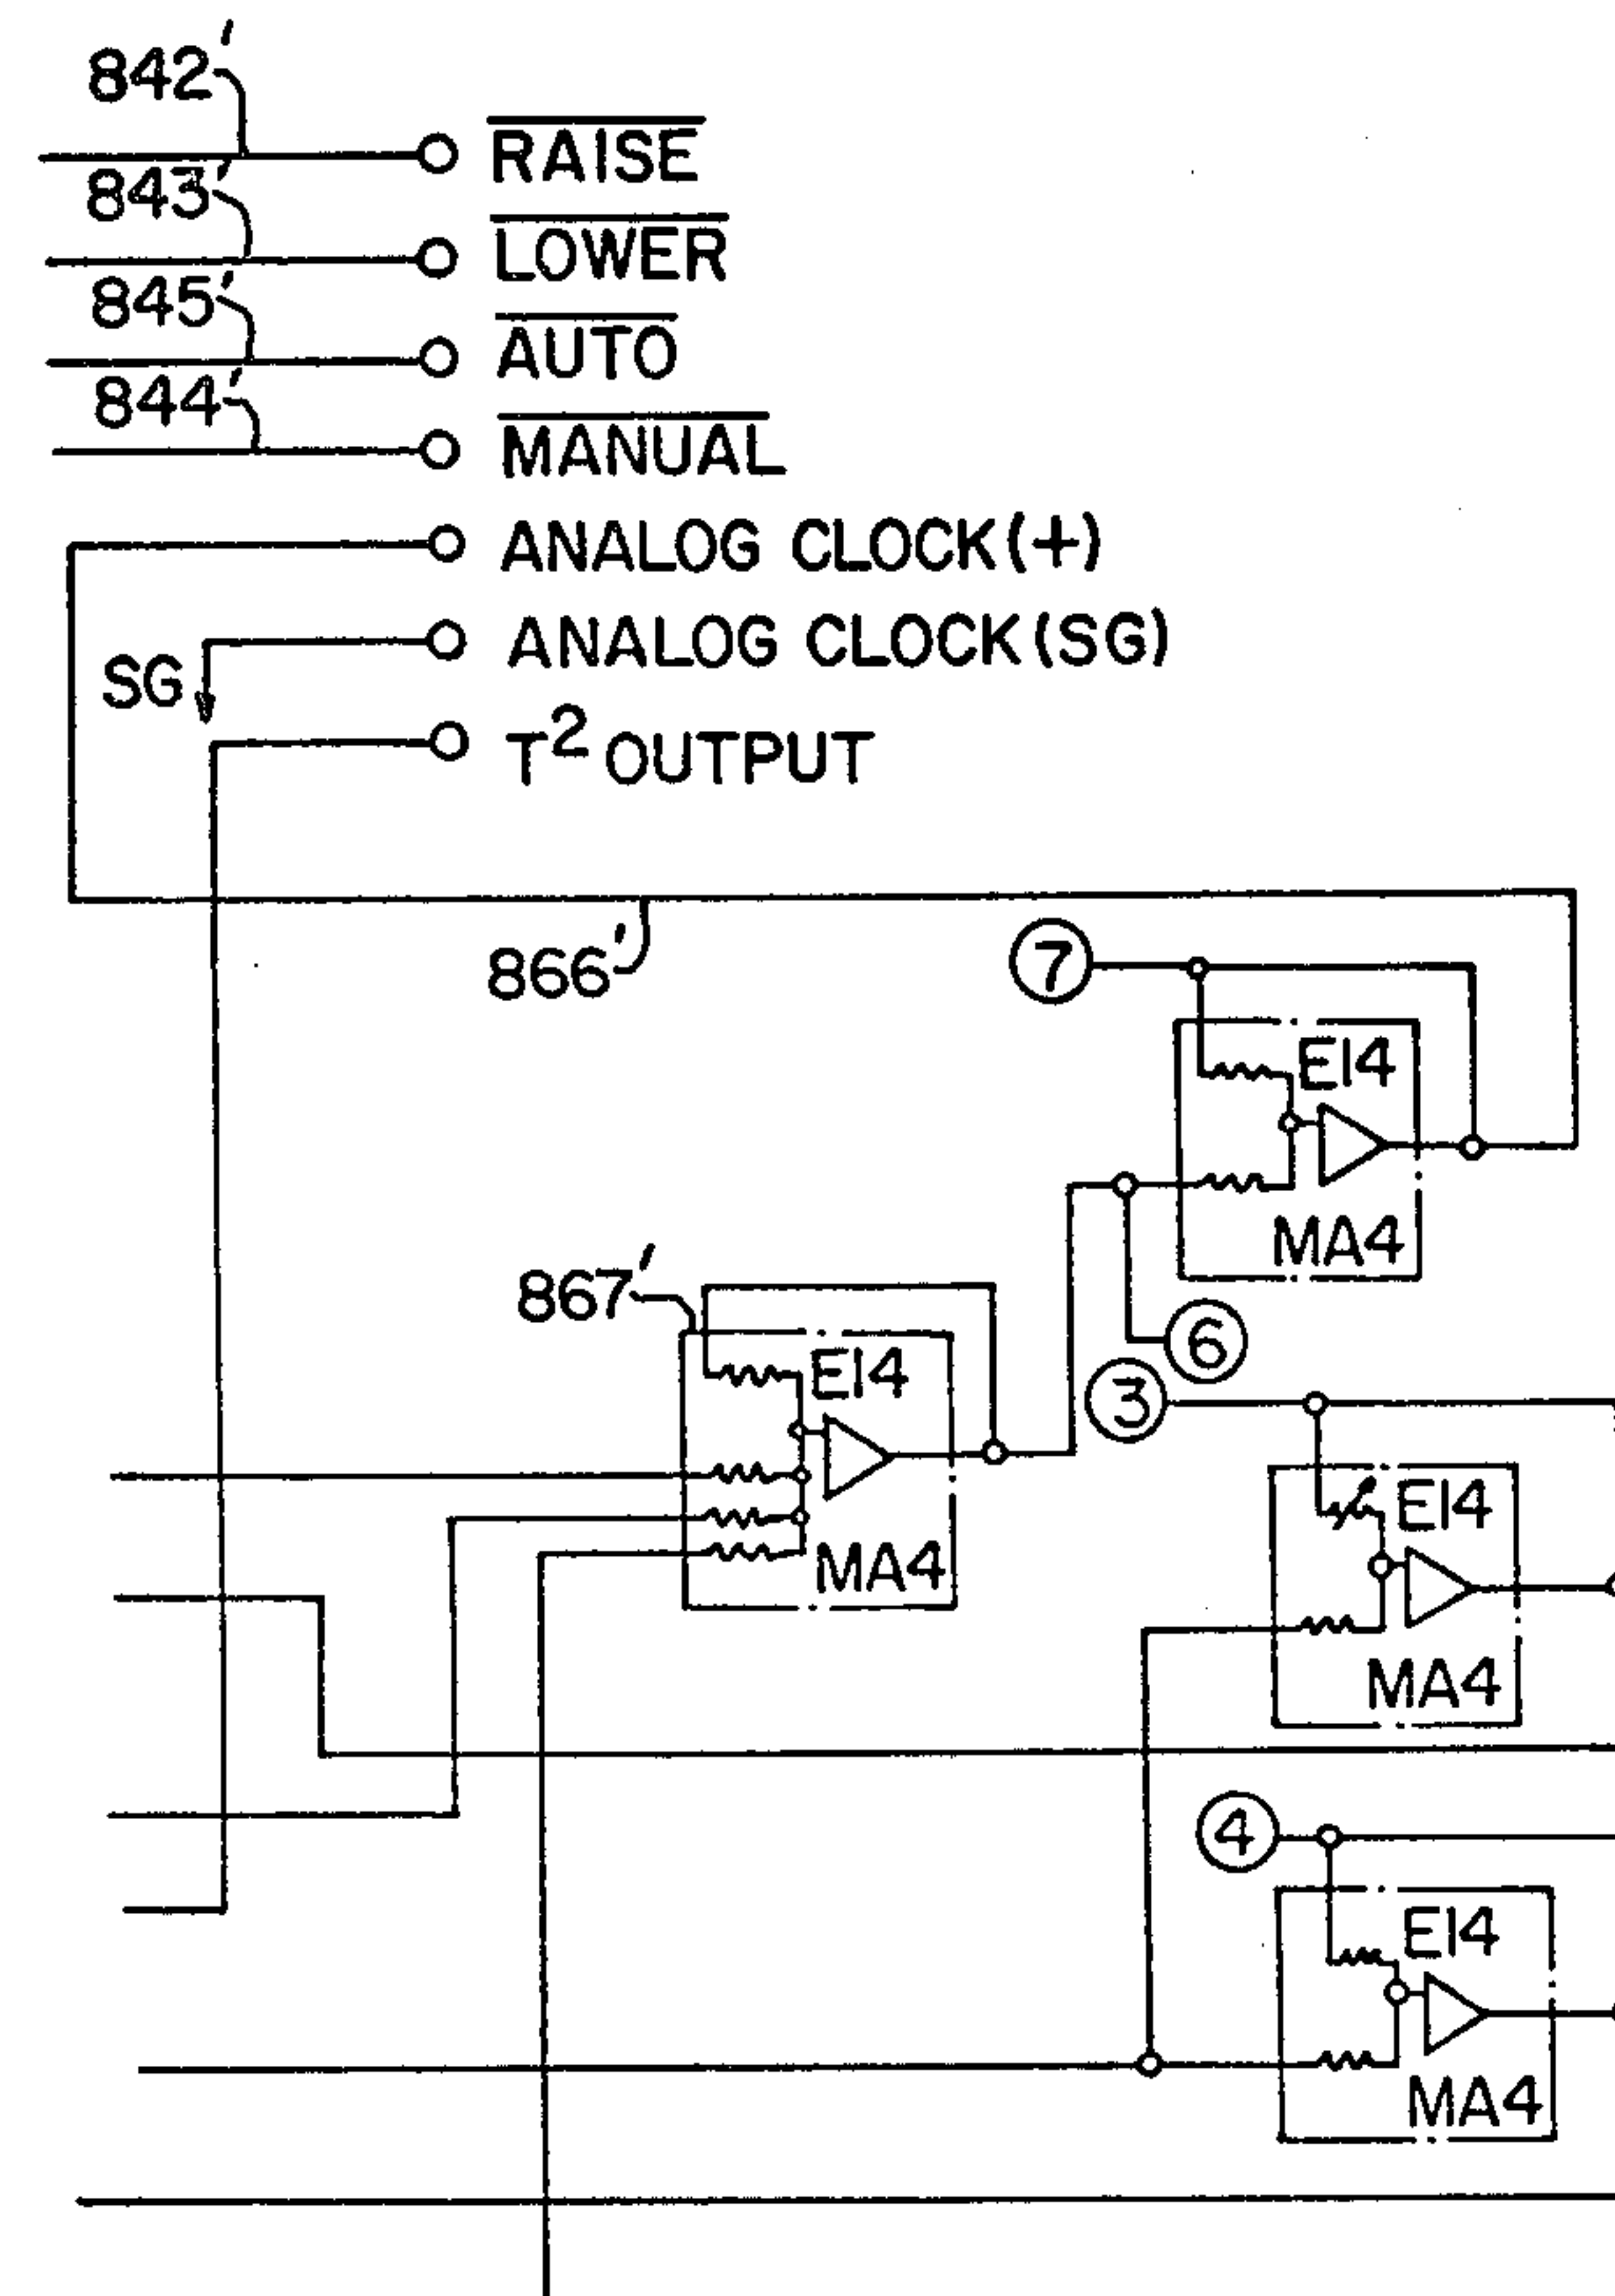 842'
RAISE
843'
LOWER
845'
AUTO
844'
MANUAL
ANALOG CLOCK(+)
ANALOG CLOCK(SG)
SG
T² OUTPUT
866'
7
E14
MA4
867'
6
E14
3
MA4
E14
MA4
4
E14
MA4